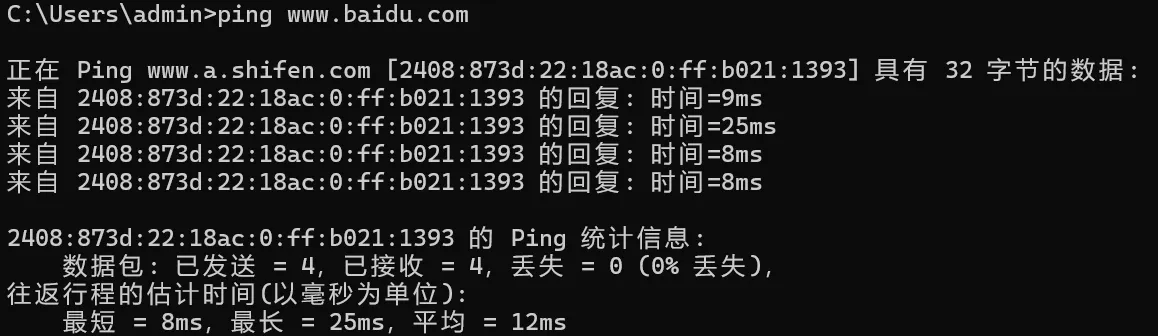 C:\Users\admin>ping www.baidu.com
正在 Ping www.a.shifen.com [2408:873d:22:18ac:0:ff:b021:1393] 具有 32 字节的数据:
来自 2408:873d:22:18ac:0:ff:b021:1393 的回复: 时间=9ms
来自 2408:873d:22:18ac:0:ff:b021:1393 的回复: 时间=25ms
来自 2408:873d:22:18ac:0:ff:b021:1393 的回复: 时间=8ms
来自 2408:873d:22:18ac:0:ff:b021:1393 的回复: 时间=8ms
2408:873d:22:18ac:0:ff:b021:1393 的 Ping 统计信息:
数据包: 已发送 = 4, 已接收 = 4, 丢失 = 0 (0% 丢失),
往返行程的估计时间(以毫秒为单位):
最短 = 8ms, 最长 = 25ms, 平均 = 12ms